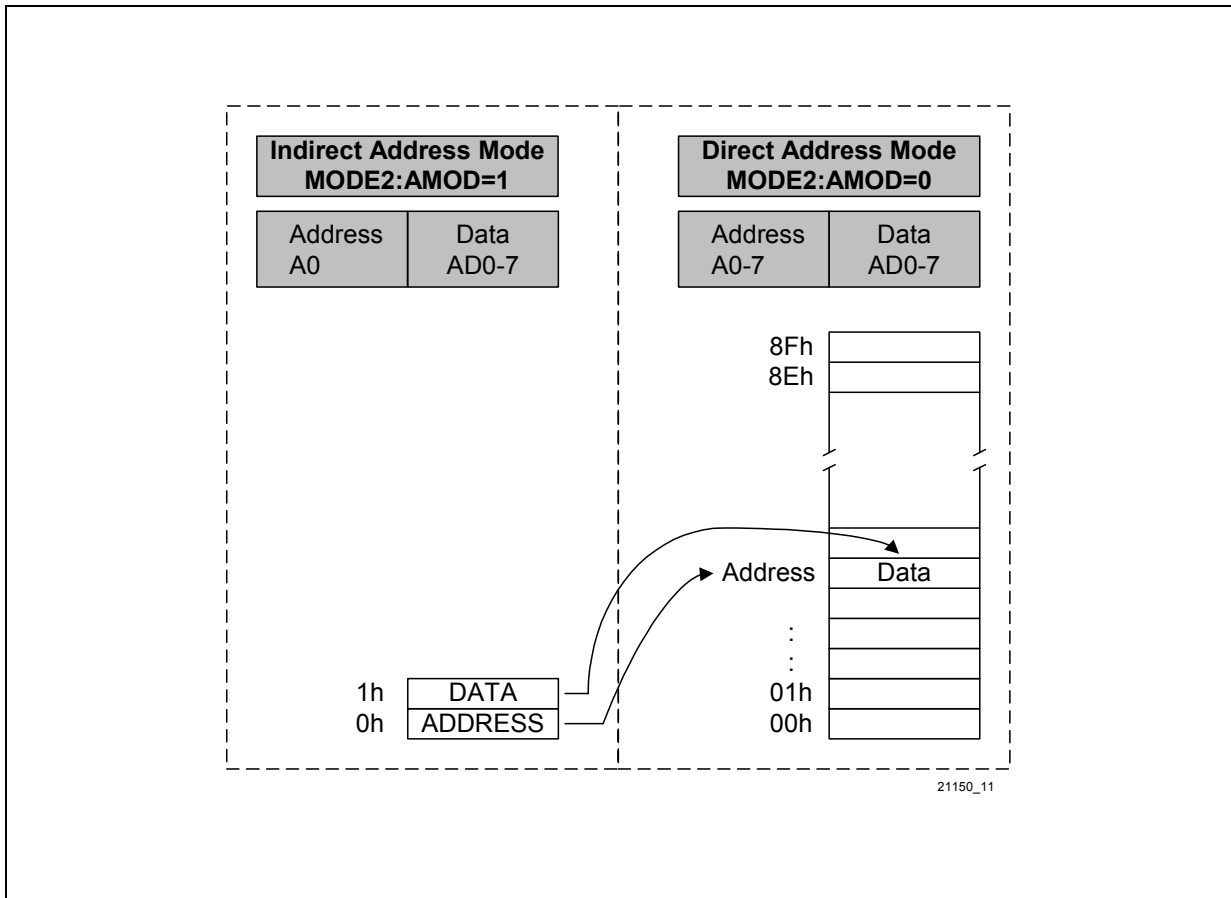 Indirect Address Mode
MODE2:AMOD=1
Direct Address Mode
MODE2:AMOD=0
Address
A0
Data
AD0-7
Address
A0-7
Data
AD0-7
8Fh
8Eh
Address
Data
:
:
1h
DATA
01h
0h
ADDRESS
00h
21150_11